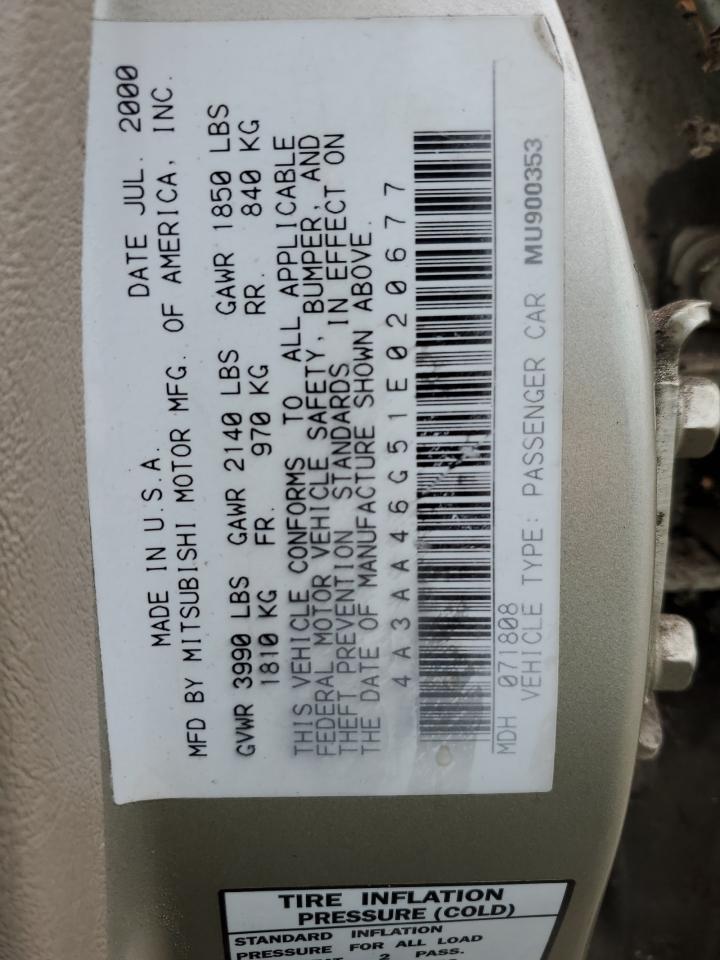 MADE IN U.S.A. DATE JUL. 2000
MFD BY MITSUBISHI MOTOR MFG. OF AMERICA, INC.
GVWR 3990 LBS GAWR 2140 LBS GAWR 1850 LBS
1810 KG FR. 970 KG RR. 840 KG
THIS VEHICLE CONFORMS TO ALL APPLICABLE
FEDERAL MOTOR VEHICLE SAFETY, BUMPER, AND
THEFT PREVENTION STANDARDS IN EFFECT ON
THE DATE OF MANUFACTURE SHOWN ABOVE.
4A3AA46G51E020677
MDH 071808
VEHICLE TYPE: PASSENGER CAR MU900353
TIRE INFLATION
PRESSURE (COLD)
STANDARD INFLATION
PRESSURE FOR ALL LOAD
2 PASS.